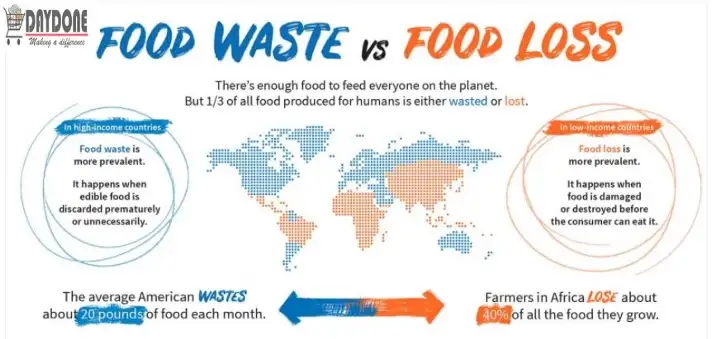 DAYDONE
Making a difference
FOOD WASTE vs FOOD LOSS
There's enough food to feed everyone on the planet.
But 1/3 of all food produced for humans is either wasted or lost.
In high-income countries
Food waste is
more prevalent.
It happens when
edible food is
discarded prematurely
or unnecessarily.
In low-income countries
Food loss is
more prevalent.
It happens when
food is damaged
or destroyed before
the consumer can eat it.
The average American WASTES
about 20 pounds of food each month.
Farmers in Africa LOSE about
40% of all the food they grow.